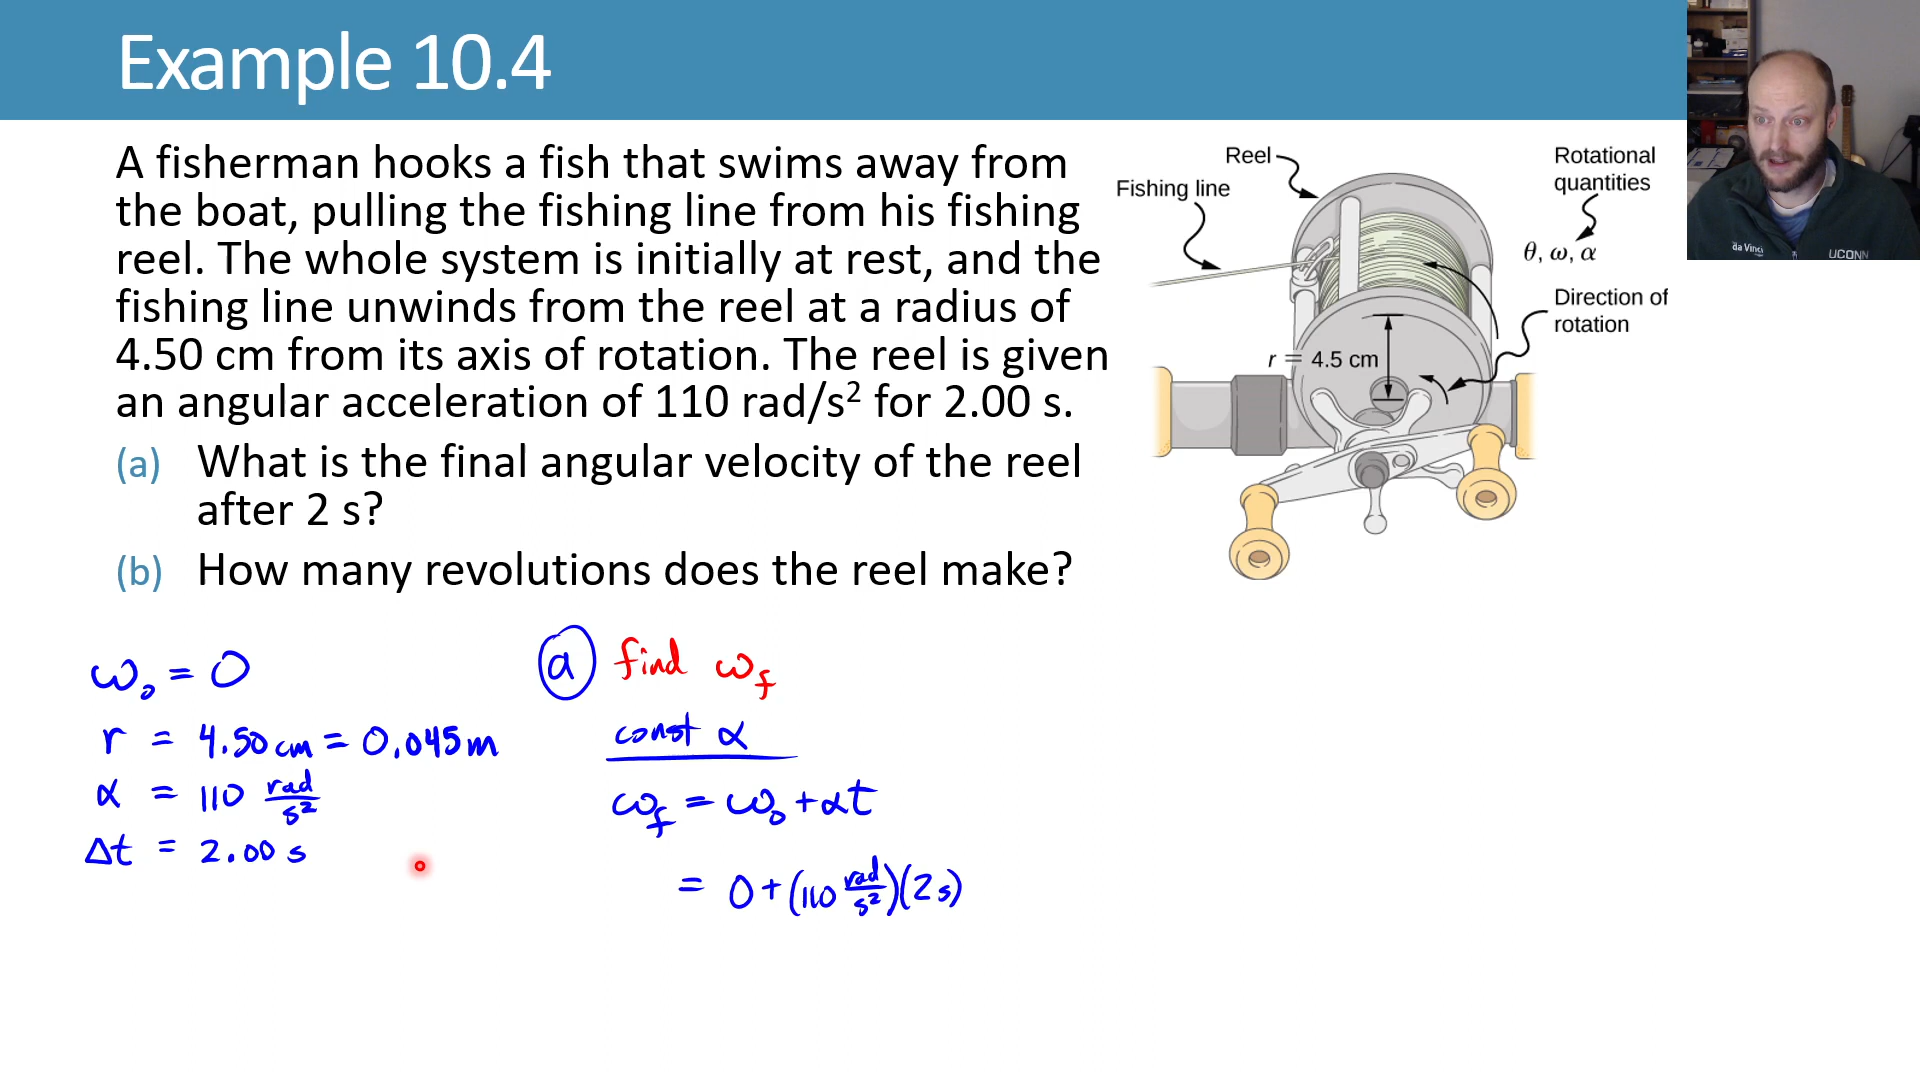 Example 10.4
A fisherman hooks a fish that swims away from
the boat, pulling the fishing line from his fishing
reel. The whole system is initially at rest, and the
fishing line unwinds from the reel at a radius of
4.50 cm from its axis of rotation. The reel is given
an angular acceleration of 110 rad/s² for 2.00 s.
(a) What is the final angular velocity of the reel
after 2 s?
(b) How many revolutions does the reel make?
Reel
Fishing line
Rotational
quantities
θ, ω, α
Direction of
rotation
r = 4.5 cm
da Vinci
UCONN
ω₀ = 0
r = 4.50 cm = 0.045 m
α = 110 rad/s²
Δt = 2.00 s
a find ω_f
const α
ω_f = ω₀ + αt
= 0 + (110 rad/s²)(2 s)